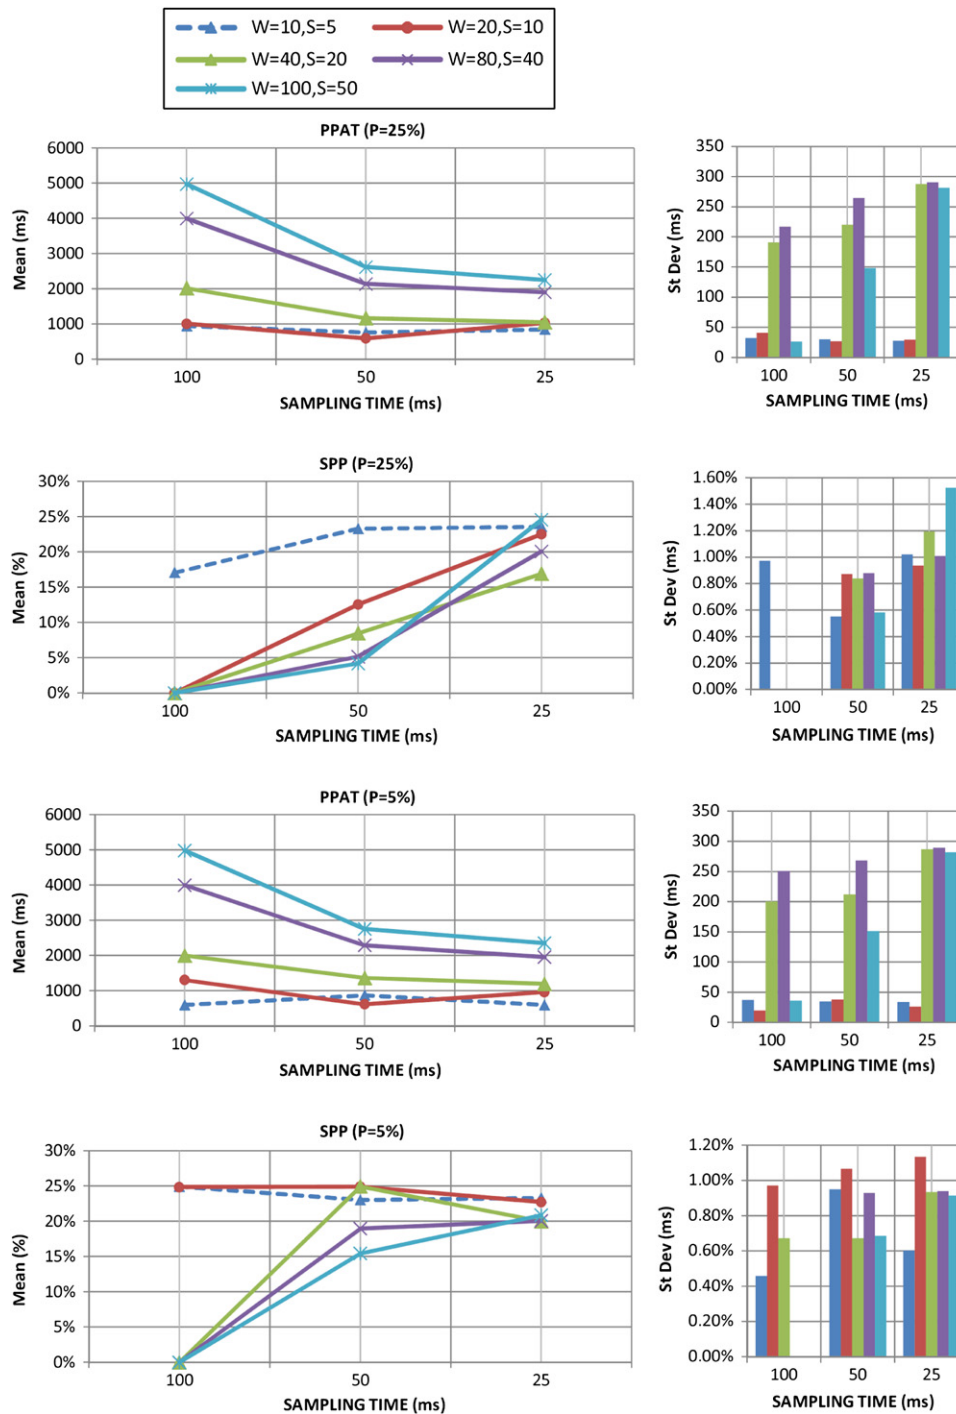 W=10,S=5 W=20,S=10
W=40,S=20 W=80,S=40
W=100,S=50
PPAT (P=25%)
6000
5000
4000
3000
2000
1000
0
Mean (ms)
100 50 25
SAMPLING TIME (ms)
350
300
250
200
150
100
50
0
St Dev (ms)
100 50 25
SAMPLING TIME (ms)
SPP (P=25%)
30%
25%
20%
15%
10%
5%
0%
Mean (%)
100 50 25
SAMPLING TIME (ms)
1.60%
1.40%
1.20%
1.00%
0.80%
0.60%
0.40%
0.20%
0.00%
St Dev (ms)
100 50 25
SAMPLING TIME (ms)
PPAT (P=5%)
6000
5000
4000
3000
2000
1000
0
Mean (ms)
100 50 25
SAMPLING TIME (ms)
350
300
250
200
150
100
50
0
St Dev (ms)
100 50 25
SAMPLING TIME (ms)
SPP (P=5%)
30%
25%
20%
15%
10%
5%
0%
Mean (%)
100 50 25
SAMPLING TIME (ms)
1.20%
1.00%
0.80%
0.60%
0.40%
0.20%
0.00%
St Dev (ms)
100 50 25
SAMPLING TIME (ms)